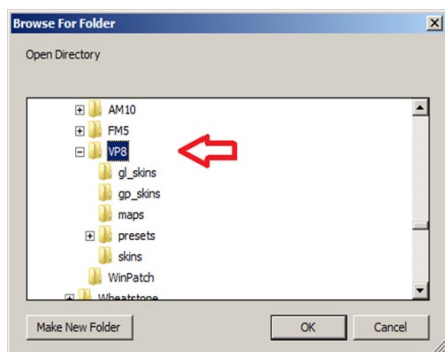 Browse For Folder
Open Directory
AM10
FM5
VP8
gl_skins
gp_skins
maps
presets
skins
WinPatch
Wheatstone
Make New Folder
OK
Cancel